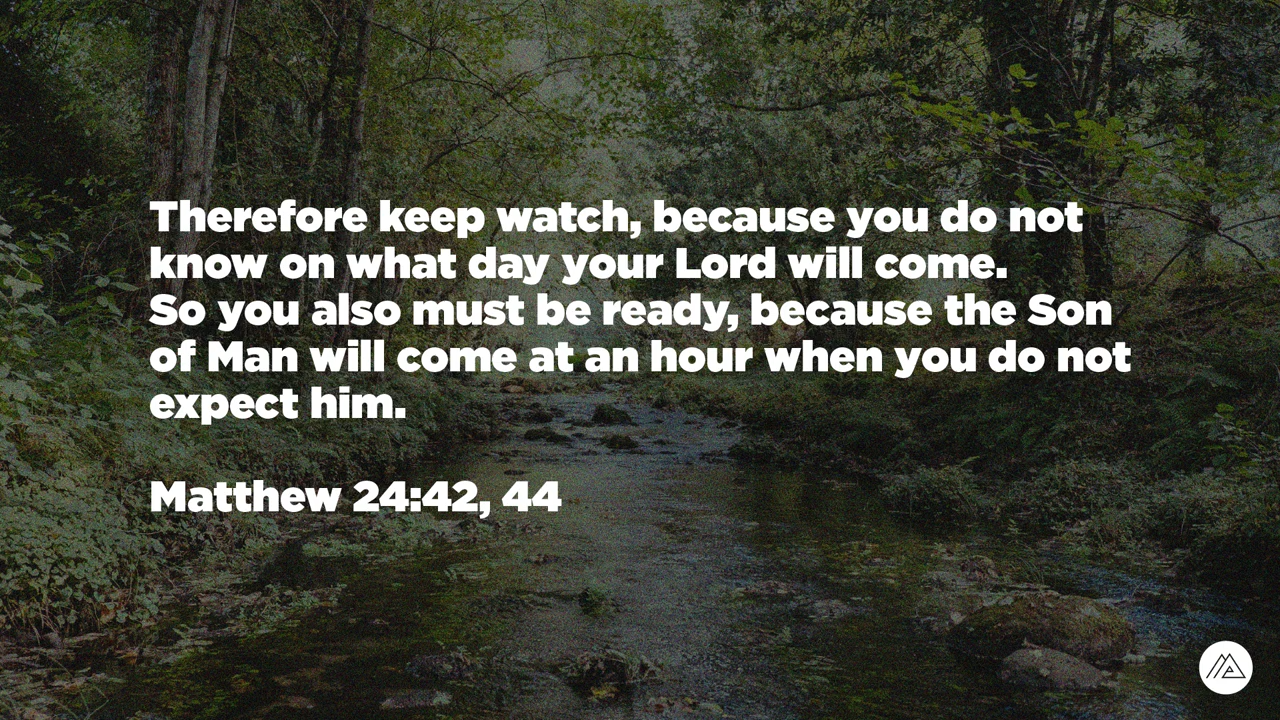 Therefore keep watch, because you do not
know on what day your Lord will come.
So you also must be ready, because the Son
of Man will come at an hour when you do not
expect him.
Matthew 24:42, 44